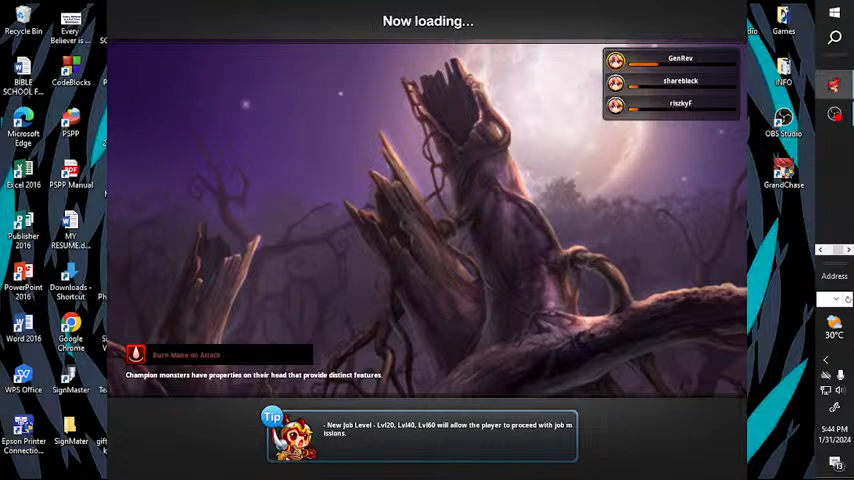 Now loading...
GenRev
shareblack
riszkyF
Burn Mana on Attack
Champion monsters have properties on their head that provide distinct features.
Tip
- New Job Level - Lvl20, Lvl40, Lvl60 will allow the player to proceed with job m
issions.
Recycle Bin
Every
Believer is
a...
BIBLE
SCHOOL F...
CodeBlocks
Microsoft
Edge
PSPP
Excel 2016
PSPP Manual
Publisher
2016
MY
RESUME.d...
PowerPoint
2016
Downloads -
Shortcut
Word 2016
Google
Chrome
WPS Office
SignMaster
Epson Printer
Connectio...
SignMater
Games
INFO
OBS Studio
GrandChase
Address
30°C
5:44 PM
1/31/2024